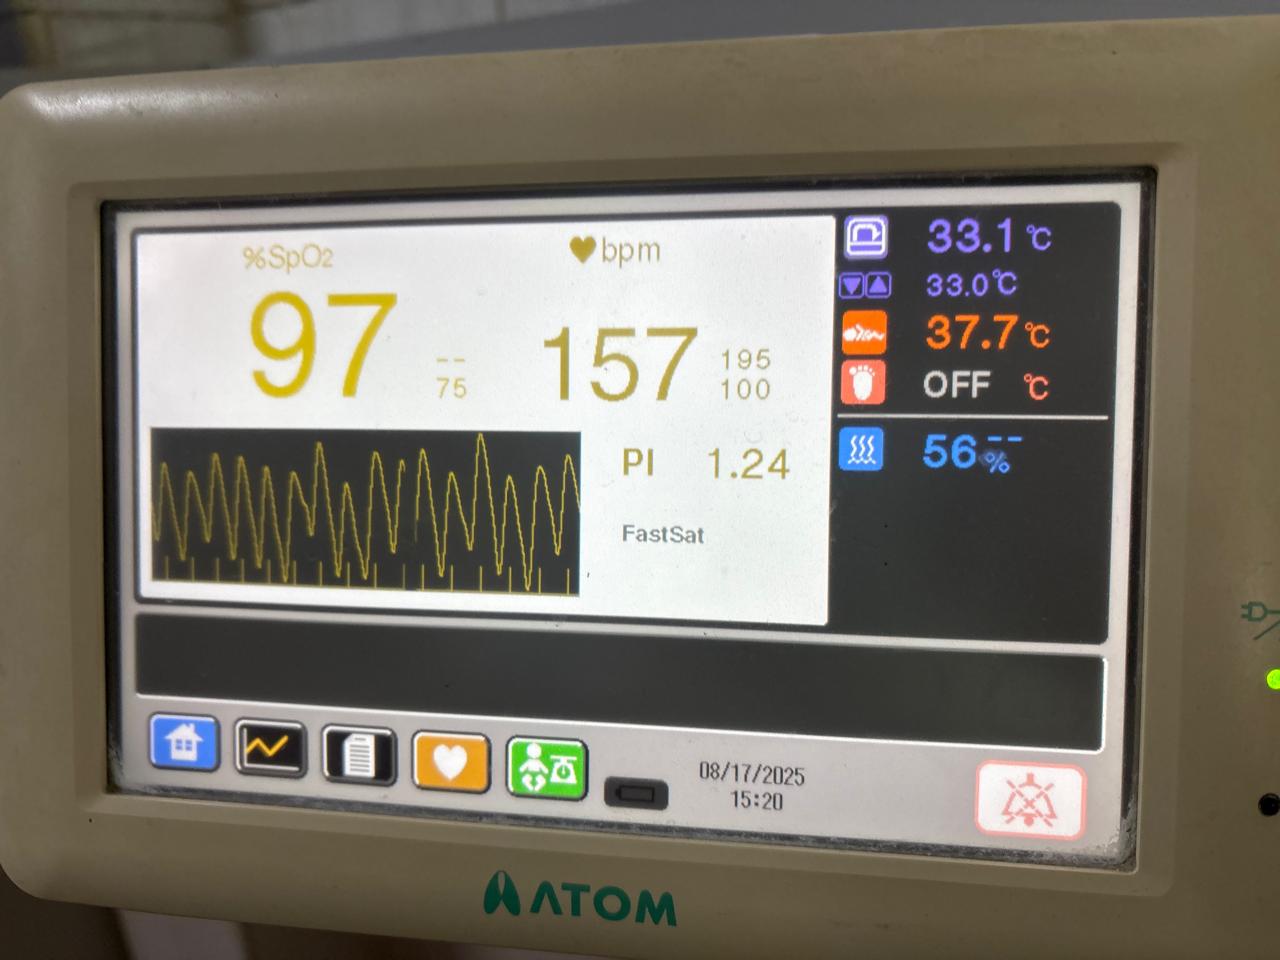 %SpO2
♥bpm
97
--
75
157
195
100
PI 1.24
FastSat
33.1℃
33.0℃
37.7℃
OFF ℃
56 --
%
08/17/2025
15:20
ATOM